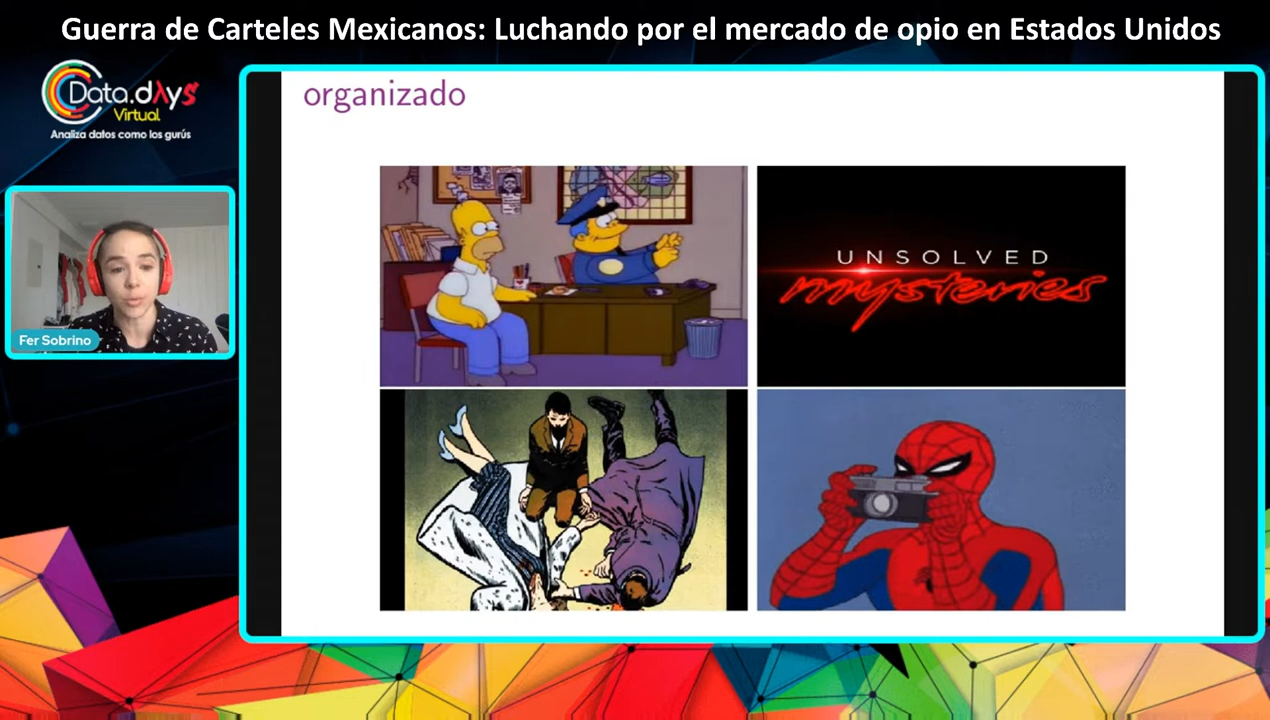 Guerra de Carteles Mexicanos: Luchando por el mercado de opio en Estados Unidos
Data.dλys
Virtual
Analiza datos como los gurús
organizado
UNSOLVED
mysteries
Fer Sobrino